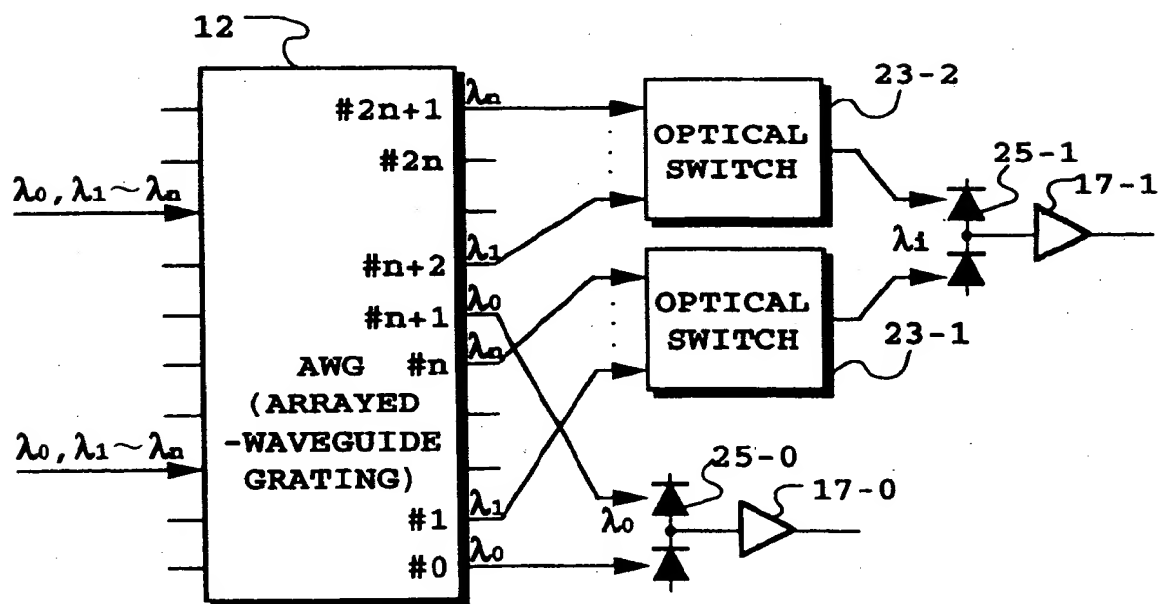 12
#2n+1
λn
23-2
#2n
OPTICAL
SWITCH
25-1
17-1
λ0, λ1~λn
λi
#n+2
λ1
#n+1
λ0
OPTICAL
SWITCH
23-1
#n
λn
AWG
(ARRAYED
-WAVEGUIDE
GRATING)
λ0, λ1~λn
25-0
17-0
#1
λ1
λ0
#0
λ0